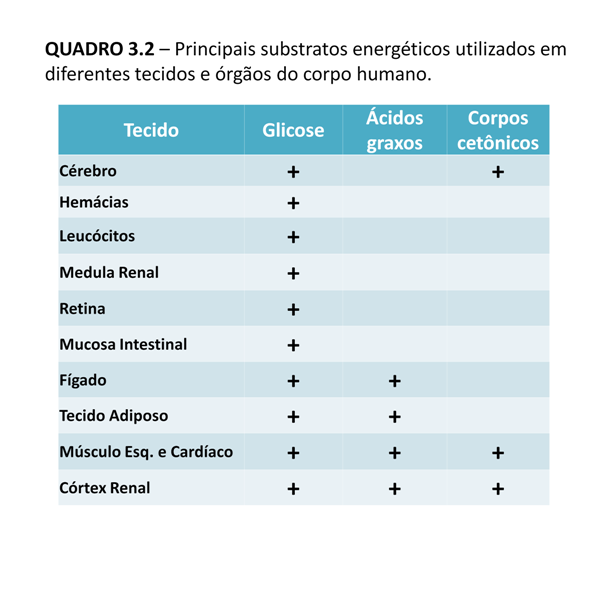 QUADRO 3.2 – Principais substratos energéticos utilizados em
diferentes tecidos e órgãos do corpo humano.
Tecido Glicose Ácidos graxos Corpos cetônicos
Cérebro + +
Hemácias +
Leucócitos +
Medula Renal +
Retina +
Mucosa Intestinal +
Fígado + +
Tecido Adiposo + +
Músculo Esq. e Cardíaco + + +
Córtex Renal + + +